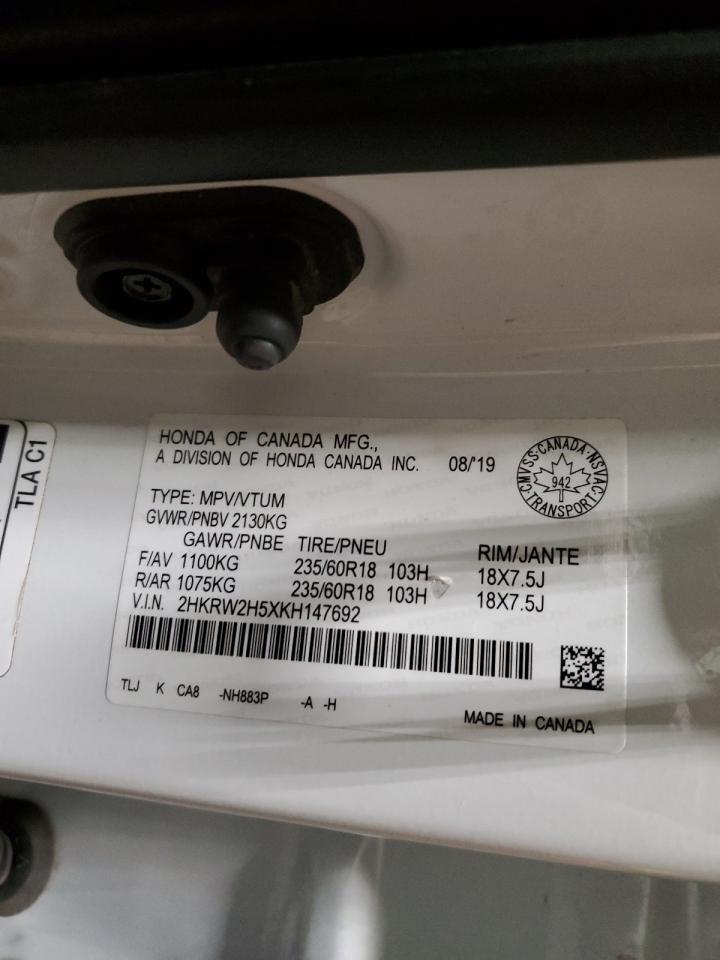 HONDA OF CANADA MFG.,
A DIVISION OF HONDA CANADA INC. 08/'19
CMVSS·CANADA·NSVAC
942
TRANSPORT
TYPE: MPV/VTUM
GVWR/PNBV 2130KG
GAWR/PNBE TIRE/PNEU RIM/JANTE
F/AV 1100KG 235/60R18 103H 18X7.5J
R/AR 1075KG 235/60R18 103H 18X7.5J
V.I.N. 2HKRW2H5XKH147692
TLJ K CA8 -NH883P -A -H
MADE IN CANADA
TLA C1